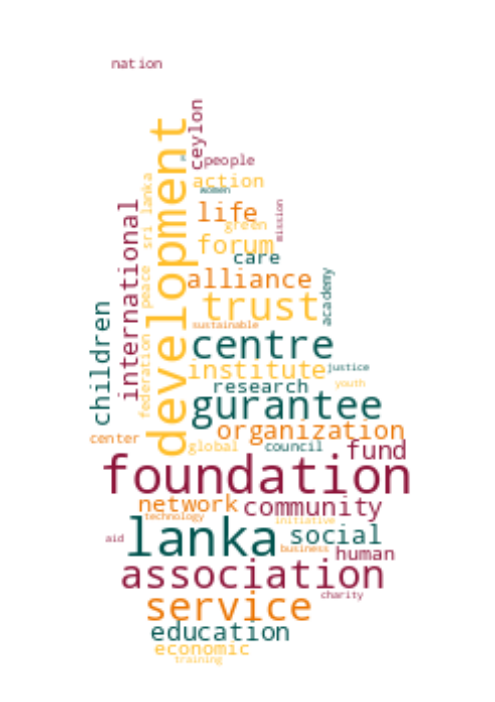 nation
ceylon
people
development
action
women
sri lanka
life
mission
international
green
forum
care
alliance
peace
academy
trust
children
sustainable
centre
federation
institute
justice
research
youth
gurantee
organization
center
global
council
fund
foundation
network
community
technology
initiative
lanka
social
aid
business
human
association
service
charity
education
economic
training